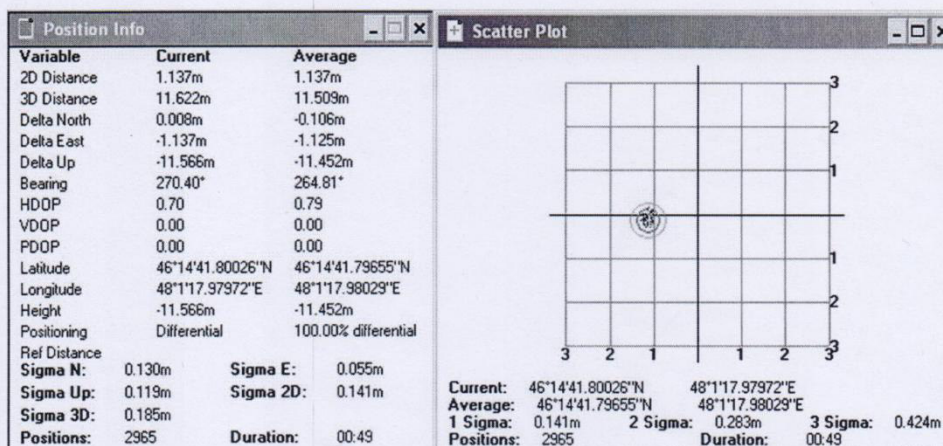 Position Info
Variable Current Average
2D Distance 1.137m 1.137m
3D Distance 11.622m 11.509m
Delta North 0.008m -0.106m
Delta East -1.137m -1.125m
Delta Up -11.566m -11.452m
Bearing 270.40° 264.81°
HDOP 0.70 0.79
VDOP 0.00 0.00
PDOP 0.00 0.00
Latitude 46°14'41.80026"N 46°14'41.79655"N
Longitude 48°1'17.97972"E 48°1'17.98029"E
Height -11.566m -11.452m
Positioning Differential 100.00% differential
Ref Distance
Sigma N: 0.130m Sigma E: 0.055m
Sigma Up: 0.119m Sigma 2D: 0.141m
Sigma 3D: 0.185m
Positions: 2965 Duration: 00:49
Scatter Plot
3
2
1
1
2
3
3 2 1 1 2 3
Current: 46°14'41.80026"N 48°1'17.97972"E
Average: 46°14'41.79655"N 48°1'17.98029"E
1 Sigma: 0.141m 2 Sigma: 0.283m 3 Sigma: 0.424m
Positions: 2965 Duration: 00:49